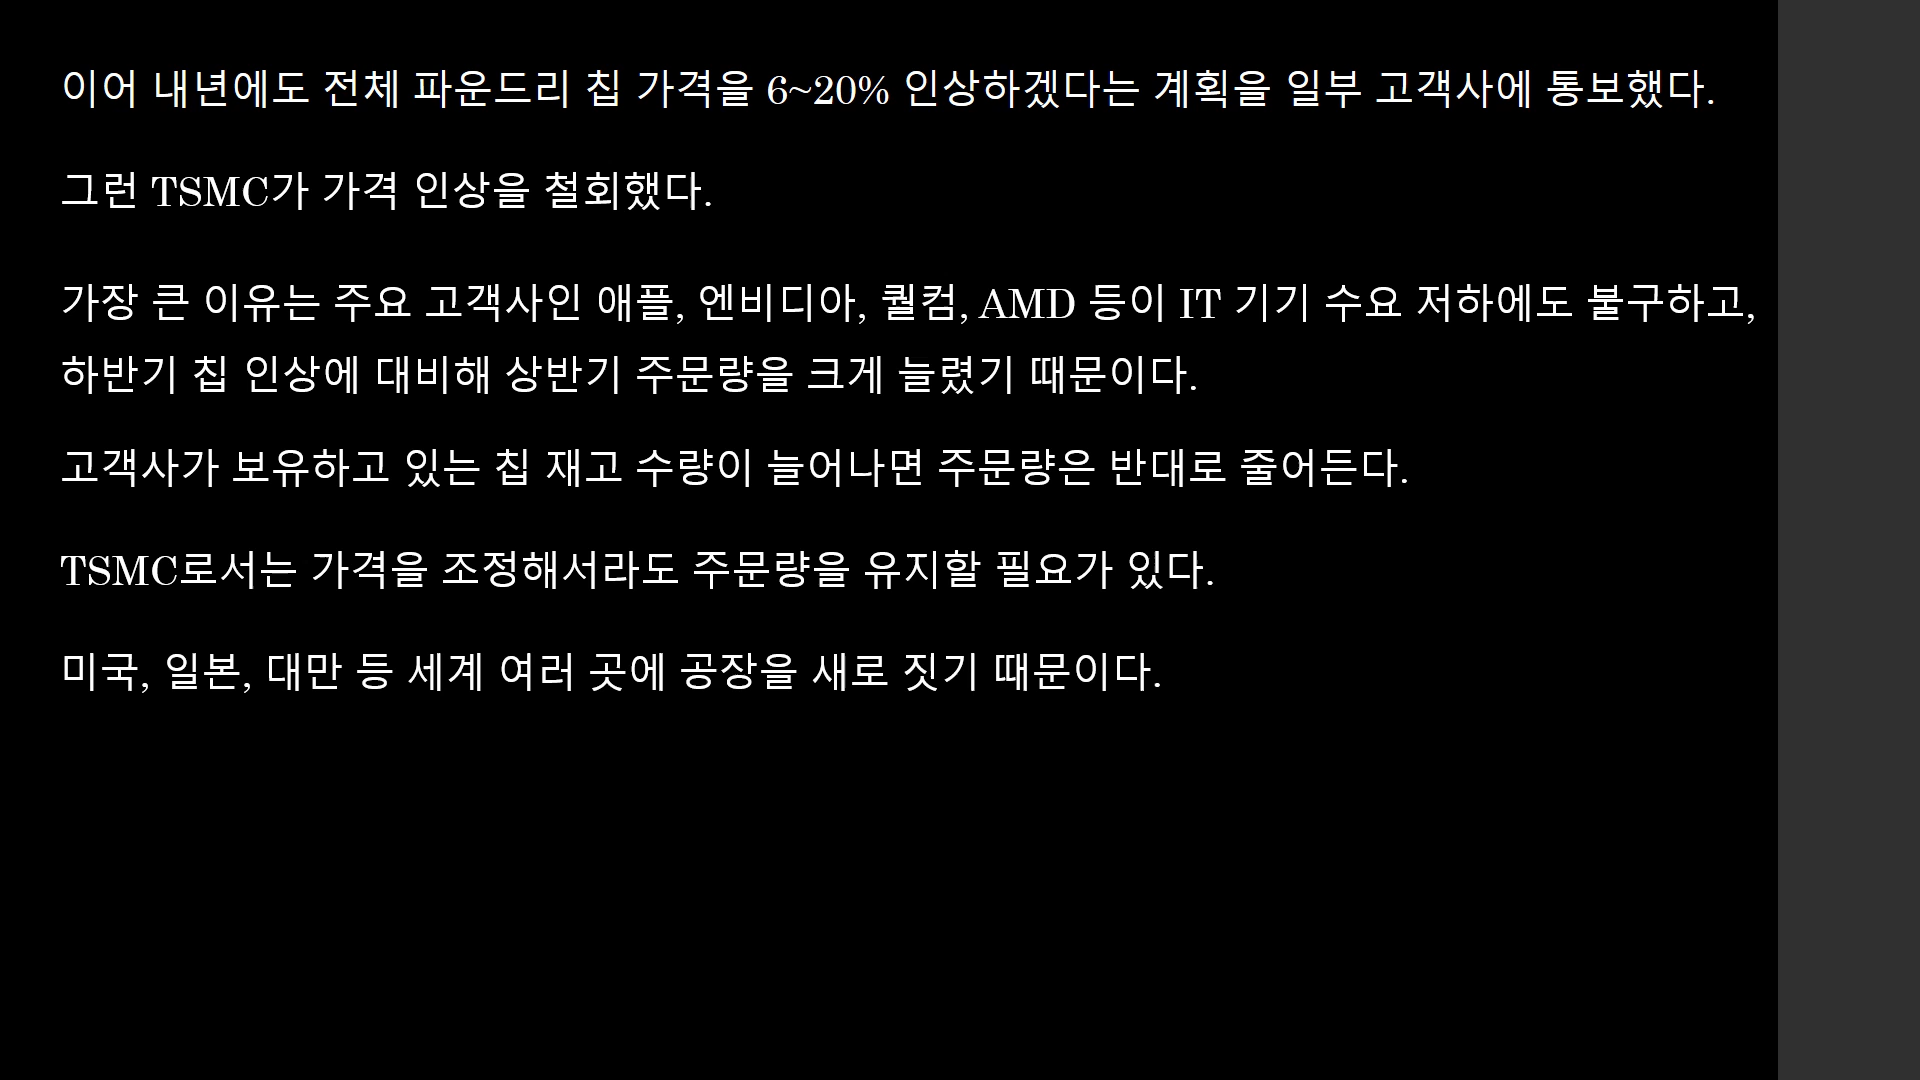 이어 내년에도 전체 파운드리 칩 가격을 6~20% 인상하겠다는 계획을 일부 고객사에 통보했다.
그런 TSMC가 가격 인상을 철회했다.
가장 큰 이유는 주요 고객사인 애플, 엔비디아, 퀄컴, AMD 등이 IT 기기 수요 저하에도 불구하고,
하반기 칩 인상에 대비해 상반기 주문량을 크게 늘렸기 때문이다.
고객사가 보유하고 있는 칩 재고 수량이 늘어나면 주문량은 반대로 줄어든다.
TSMC로서는 가격을 조정해서라도 주문량을 유지할 필요가 있다.
미국, 일본, 대만 등 세계 여러 곳에 공장을 새로 짓기 때문이다.